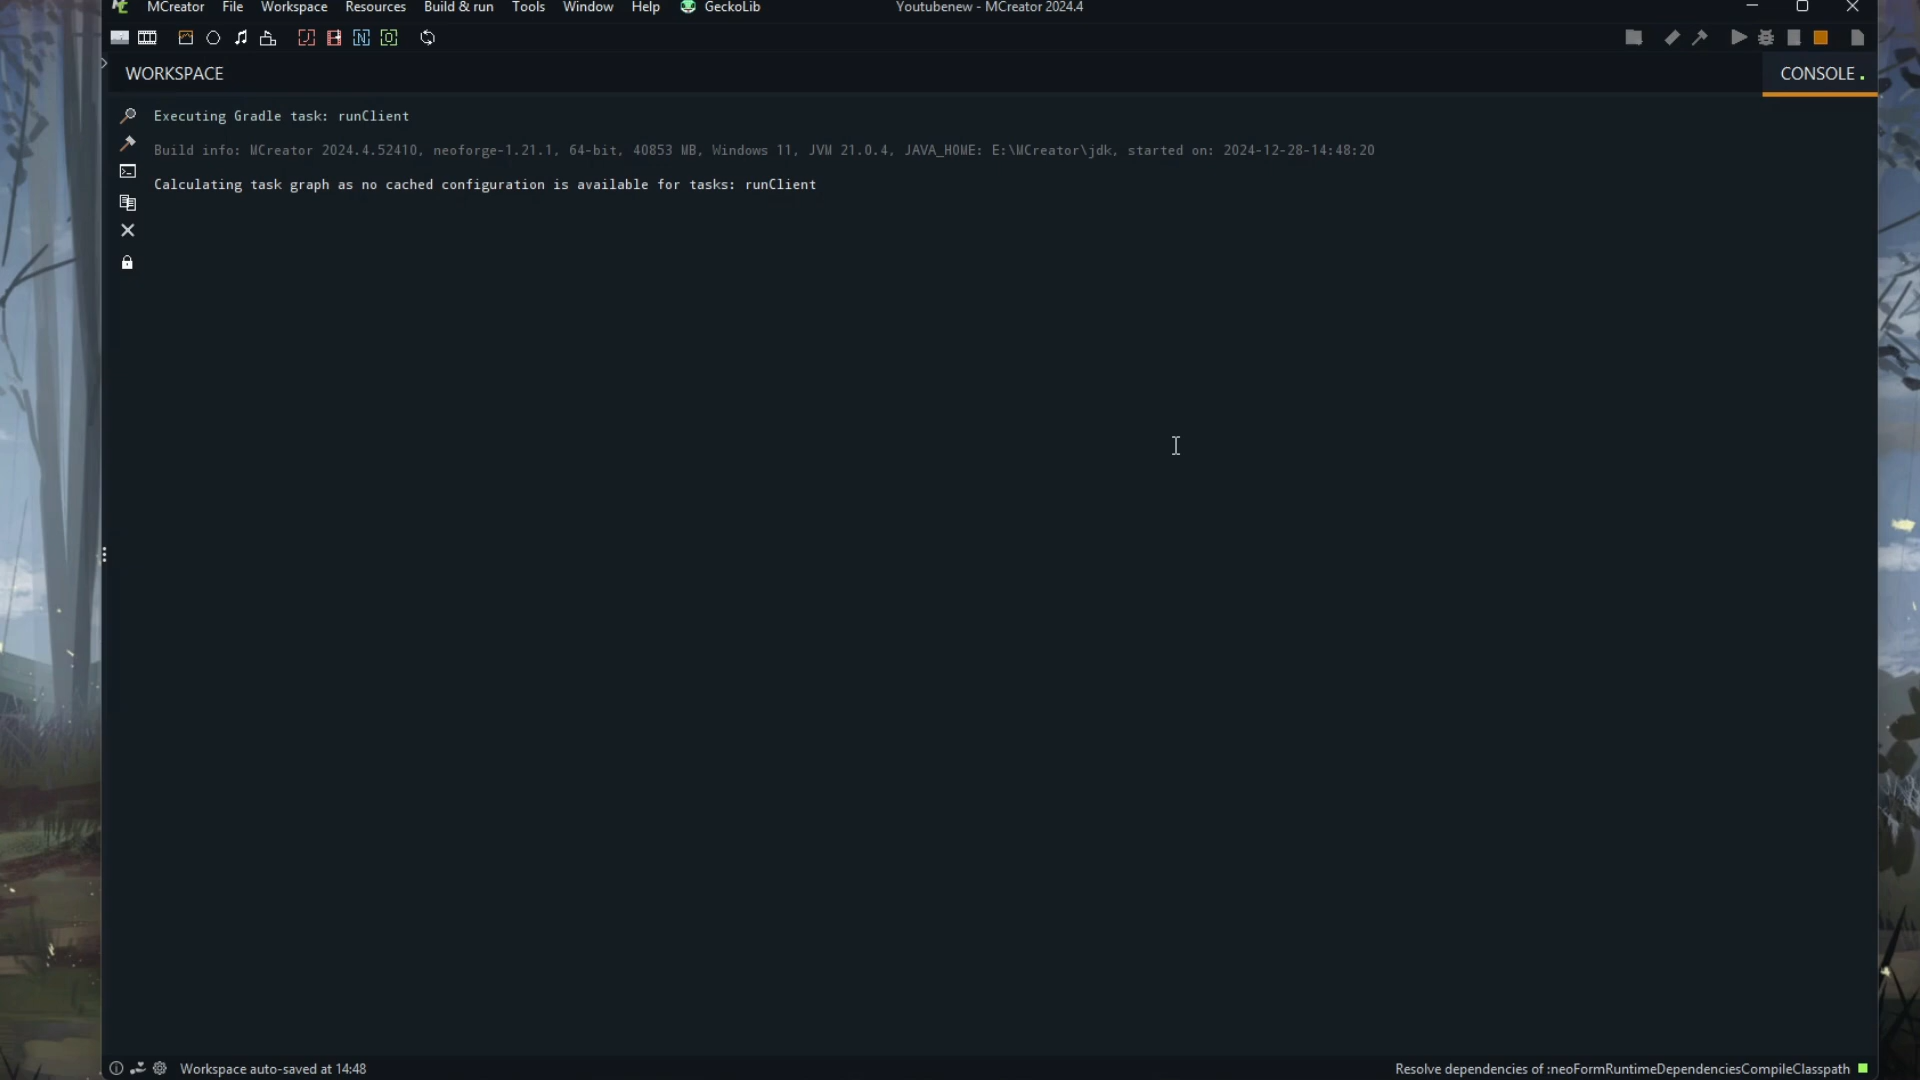 MCreator File Workspace Resources Build & run Tools Window Help GeckoLib Youtubenew - MCreator 2024.4
WORKSPACE CONSOLE
Executing Gradle task: runClient
Build info: MCreator 2024.4.52410, neoforge-1.21.1, 64-bit, 40853 MB, Windows 11, JVM 21.0.4, JAVA_HOME: E:\MCreator\jdk, started on: 2024-12-28-14:48:20
Calculating task graph as no cached configuration is available for tasks: runClient
Workspace auto-saved at 14:48 Resolve dependencies of :neoFormRuntimeDependenciesCompileClasspath